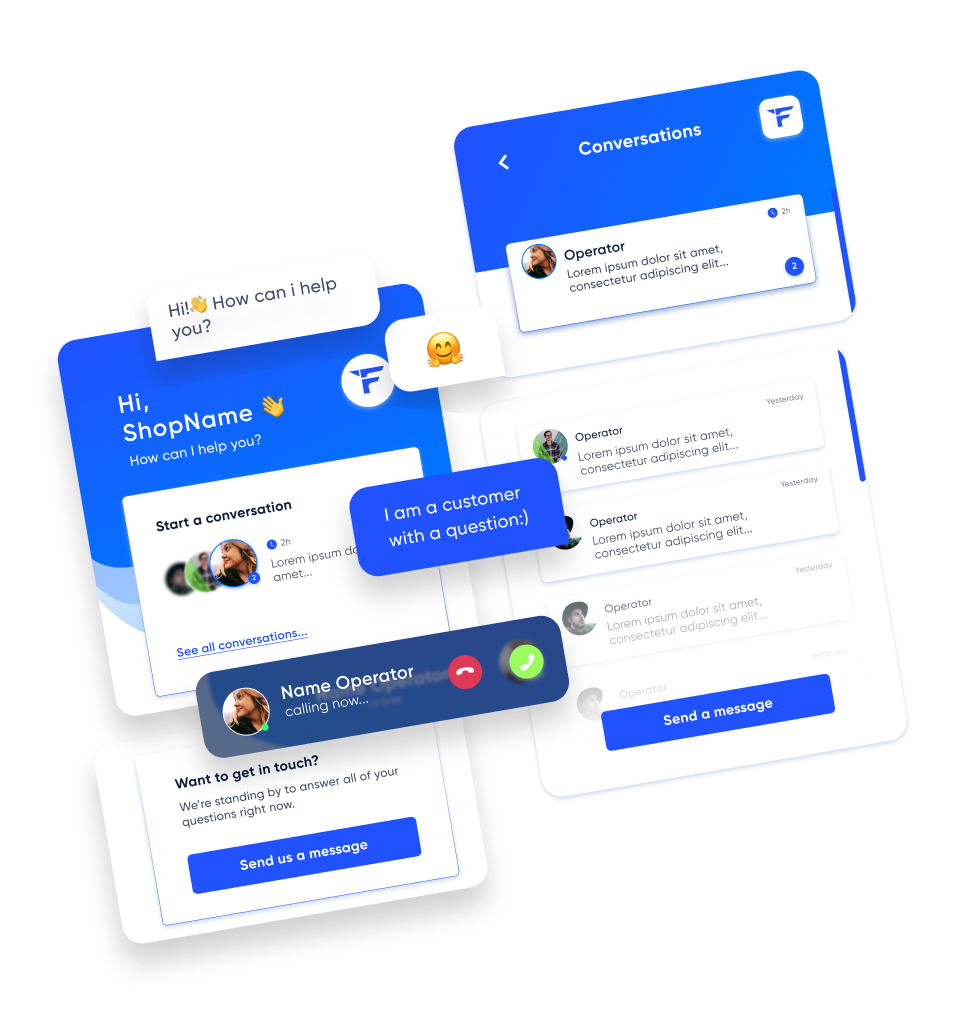 Conversations
2h
Operator
Lorem ipsum dolor sit amet,
consectetur adipiscing elit...
2
Hi!👋 How can i help
you?
🤗
Hi,
ShopName 👋
How can I help you?
Start a conversation
2h
Lorem ipsum do
amet...
2
See all conversations...
I am a customer
with a question:)
Name Operator
calling now...
Want to get in touch?
We're standing by to answer all of your
questions right now.
Send us a message
Yesterday
Operator
Lorem ipsum dolor sit amet,
consectetur adipiscing elit...
Yesterday
Operator
Lorem ipsum dolor sit amet,
consectetur adipiscing elit...
Yesterday
Operator
Lorem ipsum dolor sit amet,
consectetur adipiscing elit...
Yesterday
Operator
Send a message